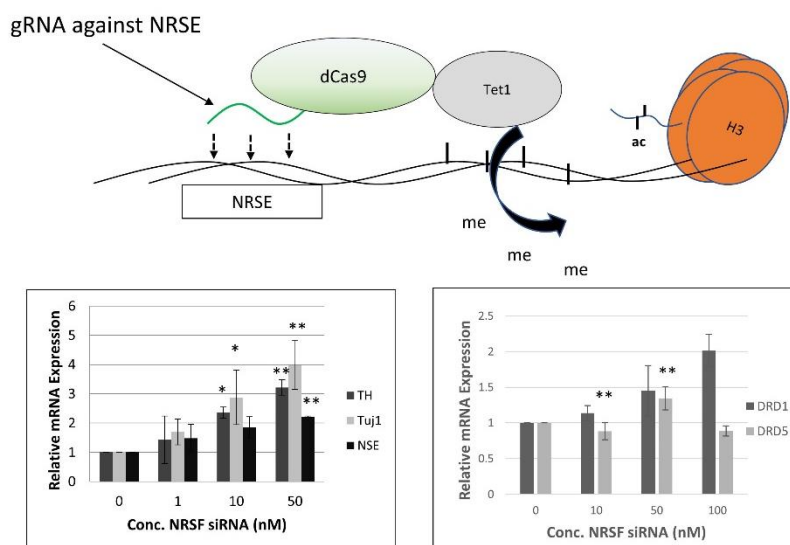 gRNA against NRSE
dCas9
Tet1
H3
ac
NRSE
me
me
me
Relative mRNA Expression
6
5
4
3
2
1
0
* * ** ** **
0 1 10 50
Conc. NRSF siRNA (nM)
TH
Tuj1
NSE
Relative mRNA Expression
2.5
2
1.5
1
0.5
0
** **
0 10 50 100
Conc. NRSF siRNA (nM)
DRD1
DRD5